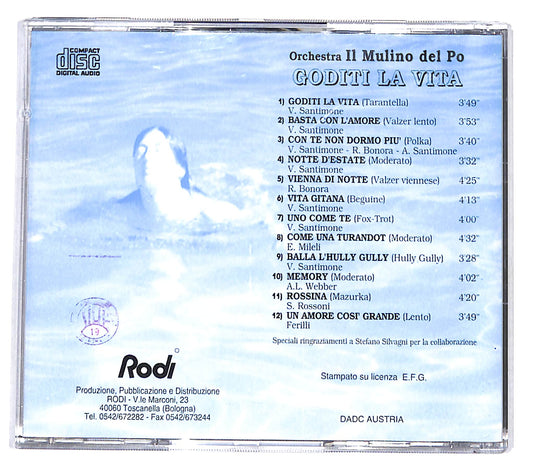 COMPACT
disc
DIGITAL AUDIO
Orchestra Il Mulino del Po
GODITI LA VITA
1) GODITI LA VITA (Tarantella) 3'49"
V. Santimone
2) BASTA CON L'AMORE (Valzer lento) 3'53"
V. Santimone
3) CON TE NON DORMO PIU' (Polka) 3'40"
V. Santimone - R. Bonora - A. Santimone
4) NOTTE D'ESTATE (Moderato) 3'32"
V. Santimone
5) VIENNA DI NOTTE (Valzer viennese) 4'25"
R. Bonora
6) VITA GITANA (Beguine) 4'13"
V. Santimone
7) UNO COME TE (Fox-Trot) 4'00"
V. Santimone
8) COME UNA TURANDOT (Moderato) 4'32"
E. Mileli
9) BALLA L'HULLY GULLY (Hully Gully) 3'28"
V. Santimone
10) MEMORY (Moderato) 4'02"
A.L. Webber
11) ROSSINA (Mazurka) 4'20"
S. Rossoni
12) UN AMORE COSI' GRANDE (Lento) 3'49"
Ferilli
Speciali ringraziamenti a Stefano Silvagni per la collaborazione
19
Rodi
Produzione, Pubblicazione e Distribuzione
RODI - V.le Marconi, 23
40060 Toscanella (Bologna)
Tel. 0542/672282 - Fax 0542/673244
Stampato su licenza E.F.G.
DADC AUSTRIA